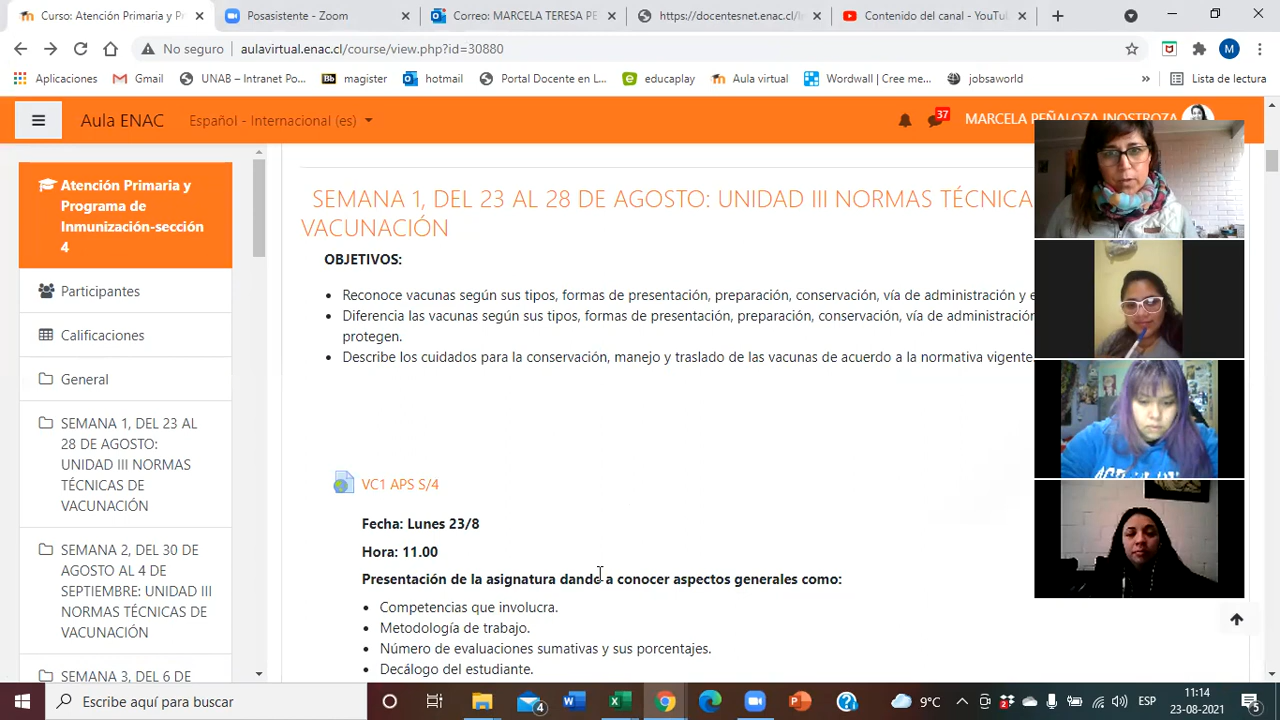 Curso: Atención Primaria y P
Posasistente - Zoom
Correo: MARCELA TERESA PE
https://docentesnet.enac.cl/In
Contenido del canal - YouTu
No seguro
aulavirtual.enac.cl/course/view.php?id=30880
M
Aplicaciones
Gmail
UNAB – Intranet Po...
Bb
magister
hotmail
Portal Docente en L...
educaplay
Aula virtual
Wordwall | Cree me...
jobsaworld
»
Lista de lectura
Aula ENAC
Español - Internacional (es)
37
MARCELA PEÑALOZA INOSTROZA
Atención Primaria y
Programa de
Inmunización-sección
4
Participantes
Calificaciones
General
SEMANA 1, DEL 23 AL
28 DE AGOSTO:
UNIDAD III NORMAS
TÉCNICAS DE
VACUNACIÓN
SEMANA 2, DEL 30 DE
AGOSTO AL 4 DE
SEPTIEMBRE: UNIDAD III
NORMAS TÉCNICAS DE
VACUNACIÓN
SEMANA 3, DEL 6 DE
SEMANA 1, DEL 23 AL 28 DE AGOSTO: UNIDAD III NORMAS TÉCNICA
VACUNACIÓN
OBJETIVOS:
• Reconoce vacunas según sus tipos, formas de presentación, preparación, conservación, vía de administración y e
• Diferencia las vacunas según sus tipos, formas de presentación, preparación, conservación, vía de administración
protegen.
• Describe los cuidados para la conservación, manejo y traslado de las vacunas de acuerdo a la normativa vigente
VC1 APS S/4
Fecha: Lunes 23/8
Hora: 11.00
Presentación de la asignatura dando a conocer aspectos generales como:
• Competencias que involucra.
• Metodología de trabajo.
• Número de evaluaciones sumativas y sus porcentajes.
• Decálogo del estudiante.
Escribe aquí para buscar
4
9°C
ESP
11:14
23-08-2021
5